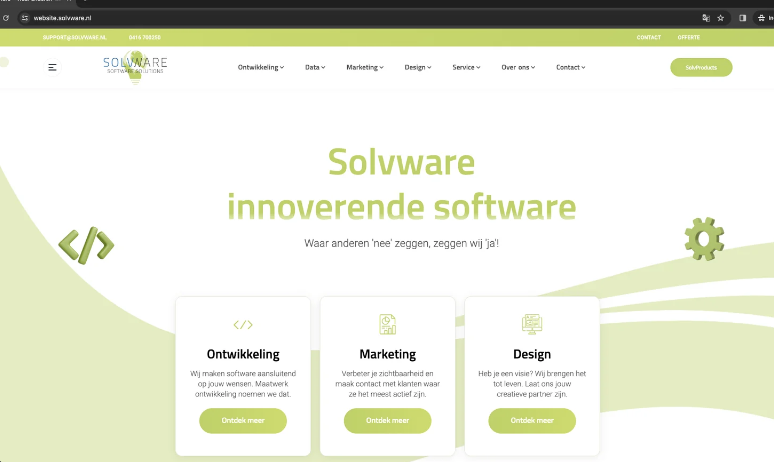 website.solvware.nl
SUPPORT@SOLVWARE.NL
CONTACT
OFFERTE
SOLVWARE
SOFTWARE SOLUTIONS
Ontwikkeling
Data
Marketing
Design
Service
Over ons
Contact
SolvProducts
Solvware
innoverende software
Waar anderen 'nee' zeggen, zeggen wij 'ja'!
Ontwikkeling
Wij maken software aansluitend
op jouw wensen. Maatwerk
ontwikkeling noemen we dat.
Ontdek meer
Marketing
Verbeter je zichtbaarheid en
maak contact met klanten waar
ze het meest actief zijn.
Ontdek meer
Design
Heb je een visie? Wij brengen het
tot leven. Laat ons jouw
creatieve partner zijn.
Ontdek meer